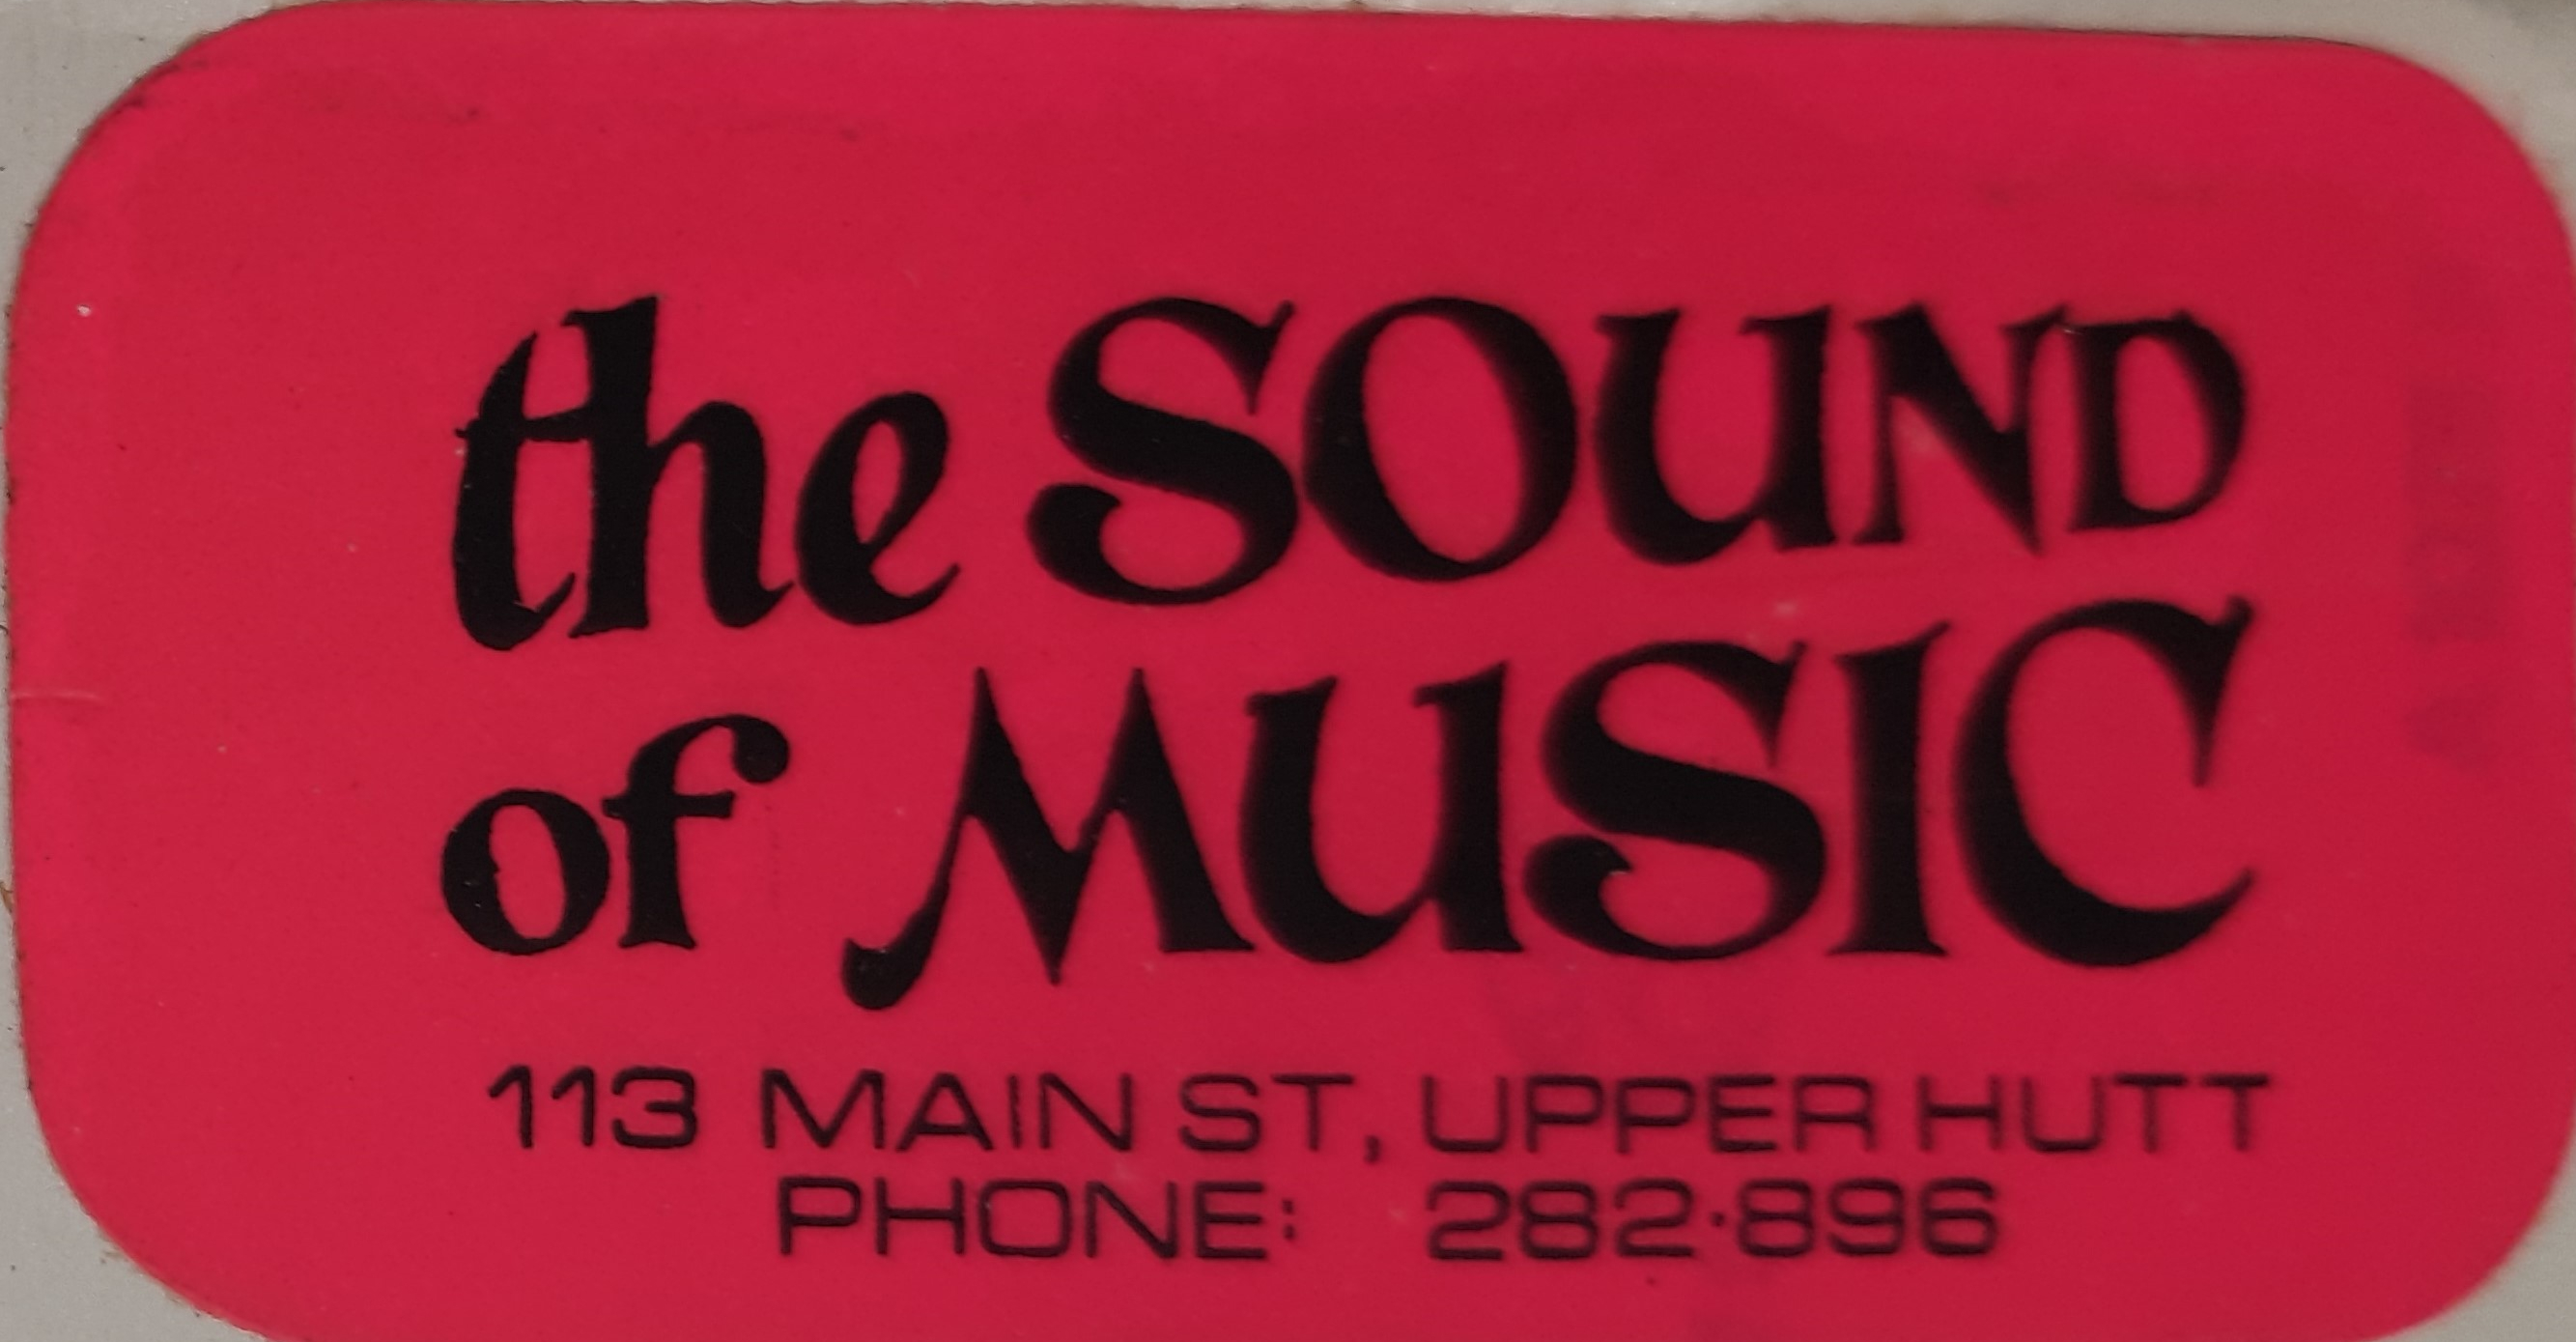 the SOUND
of MUSIC
113 MAIN ST, UPPER HUTT
PHONE: 282·896